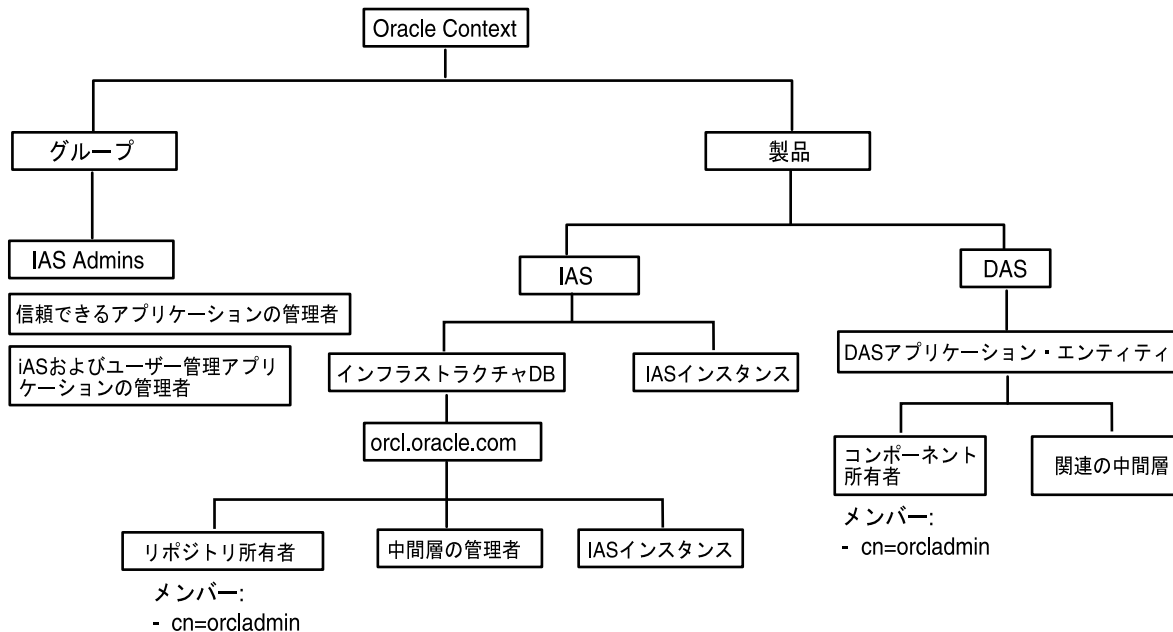 Oracle Context
グループ
製品
IAS Admins
IAS
DAS
信頼できるアプリケーションの管理者
iASおよびユーザー管理アプリ
ケーションの管理者
インフラストラクチャDB
IASインスタンス
DASアプリケーション・エンティティ
orcl.oracle.com
コンポーネント
所有者
関連の中間層
メンバー:
- cn=orcladmin
リポジトリ所有者
中間層の管理者
IASインスタンス
メンバー:
- cn=orcladmin